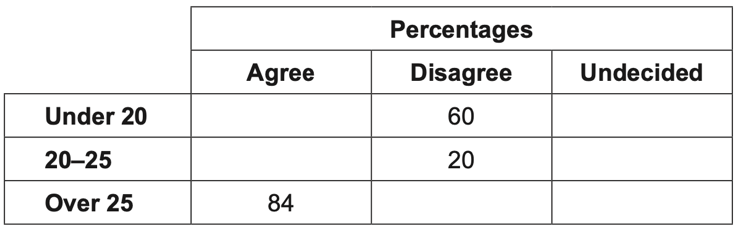 Percentages
Agree Disagree Undecided
Under 20 60
20–25 20
Over 25 84